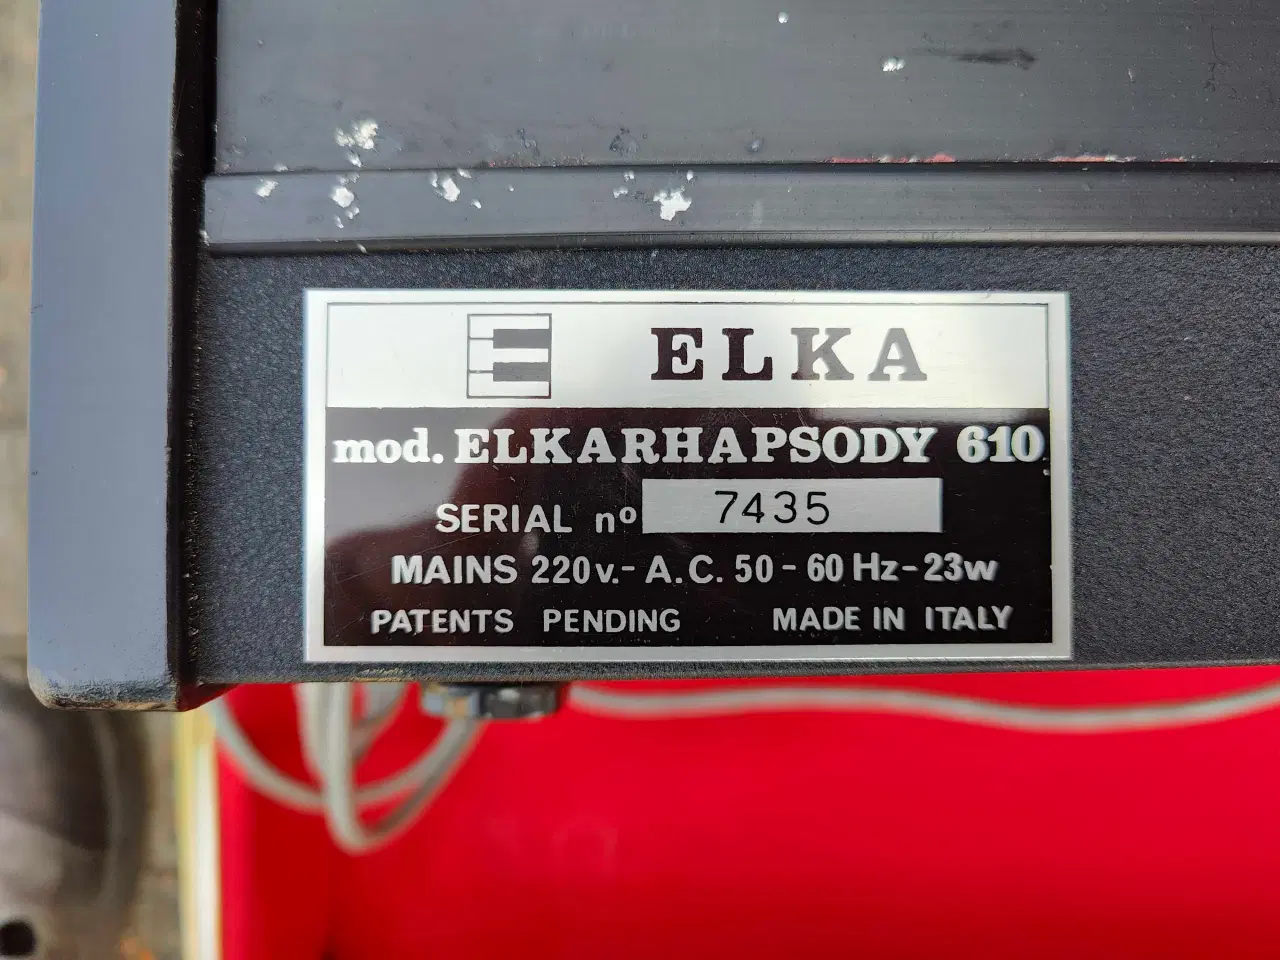 ELKA
mod. ELKARHAPSODY 610
SERIAL nº 7435
MAINS 220v.- A.C. 50 - 60 Hz - 23w
PATENTS PENDING MADE IN ITALY